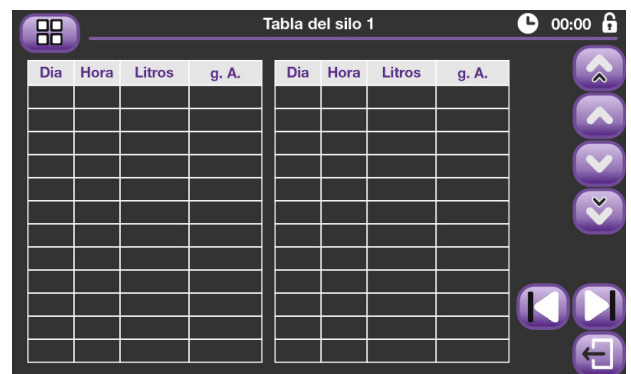 Tabla del silo 1
00:00
Dia Hora Litros g. A. Dia Hora Litros g. A.